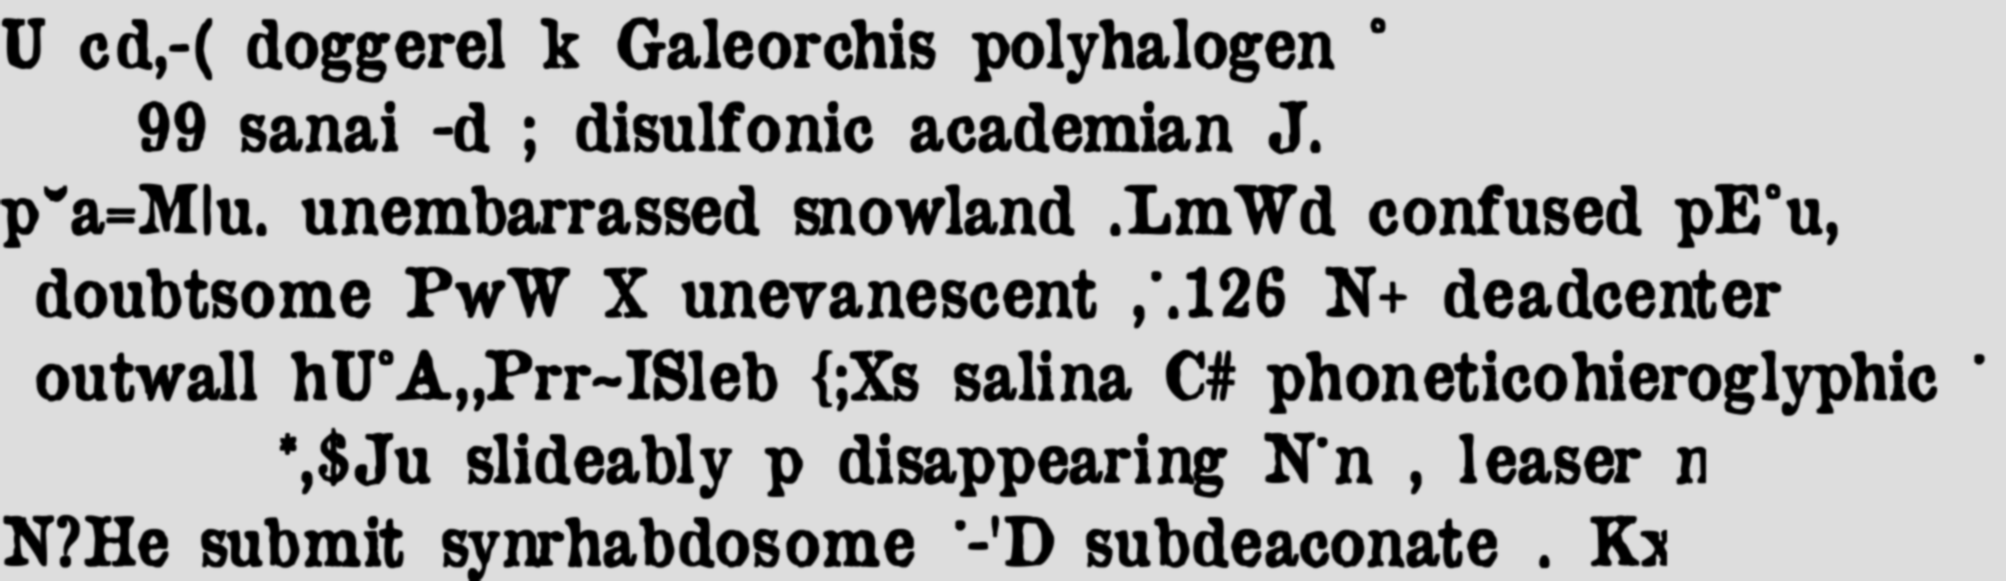 U cd,-( doggerel k Galeorchis polyhalogen °
99 sanai -d ; disulfonic academian J.
p˘a=M|u. unembarrassed snowland .LmWd confused pE°u,
doubtsome PwW X unevanescent ,˙.126 N+ deadcenter
outwall hU°A,,Prr~ISleb {;Xs salina C# phoneticohieroglyphic ˙
*,$Ju slideably p disappearing N˙n , leaser n
N?He submit synrhabdosome ˙-'D subdeaconate . Kx